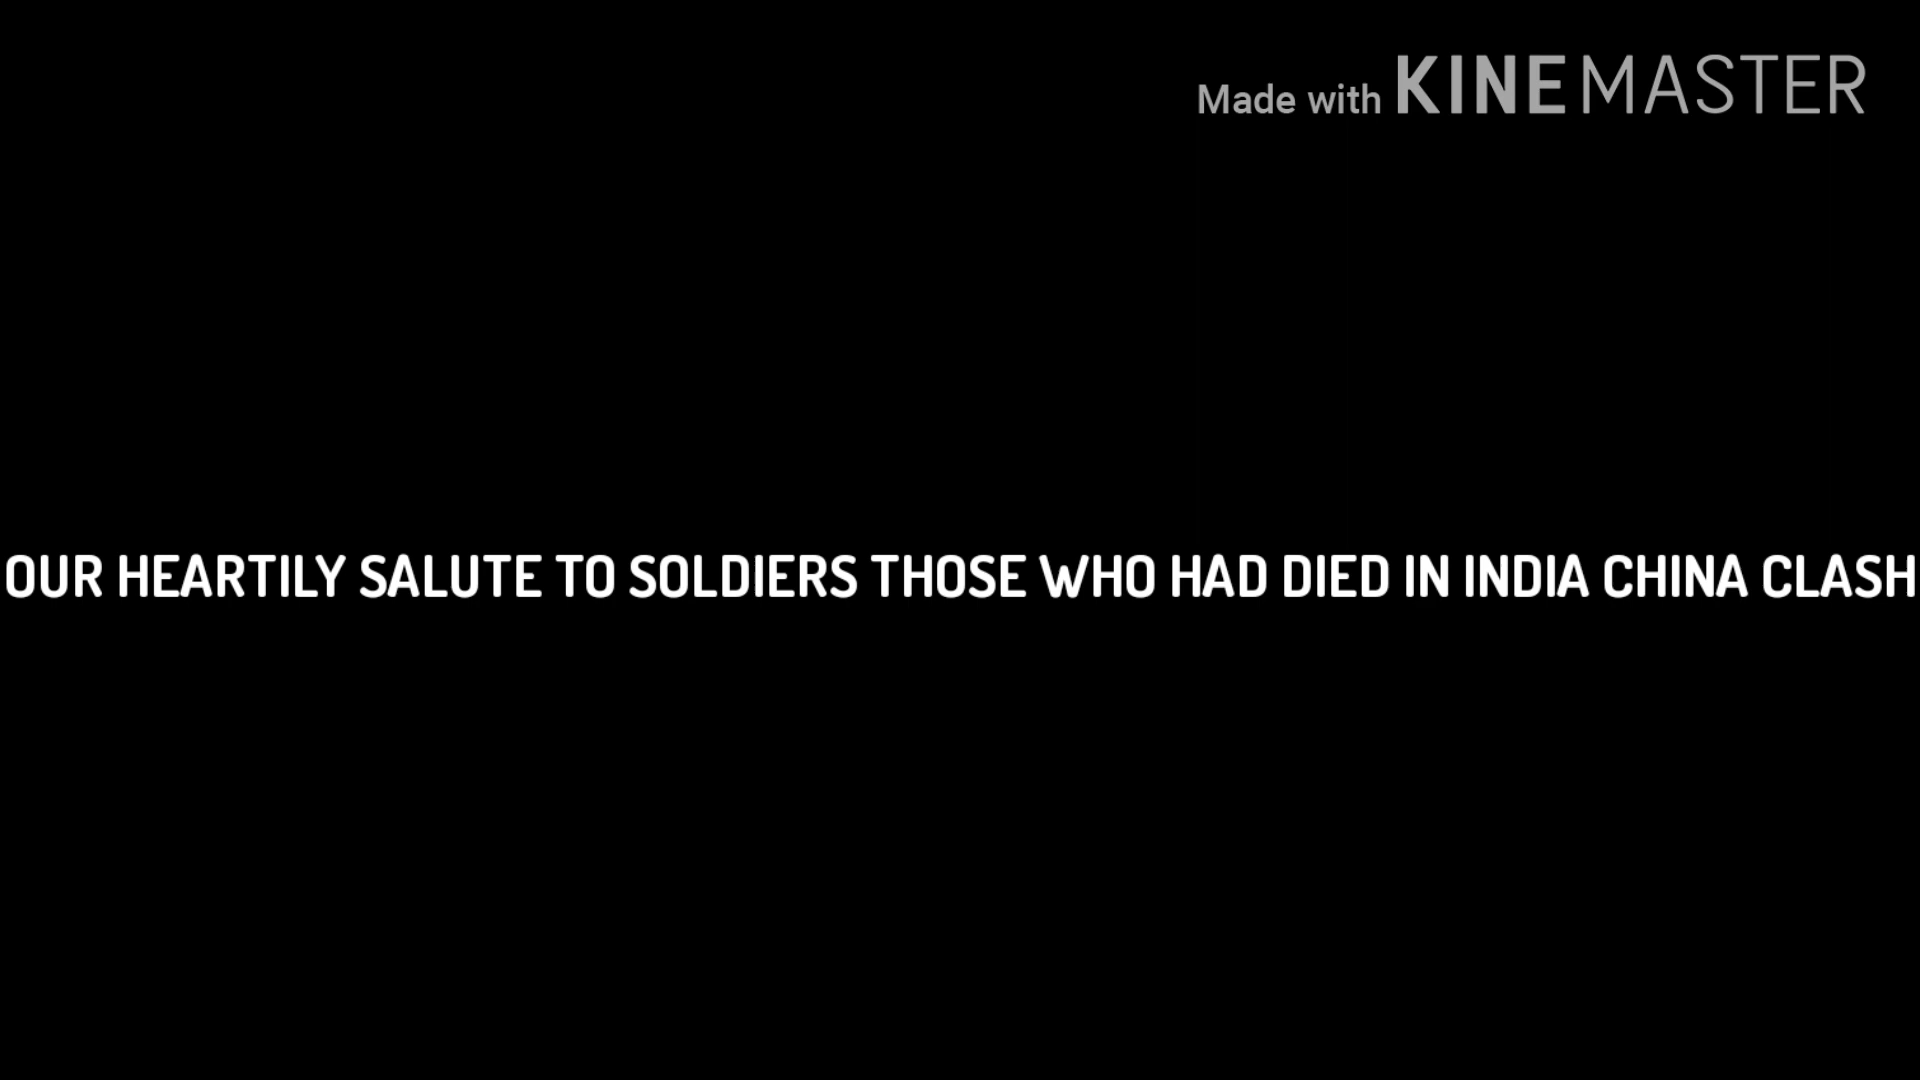 Made with KINEMASTER
OUR HEARTILY SALUTE TO SOLDIERS THOSE WHO HAD DIED IN INDIA CHINA CLASH